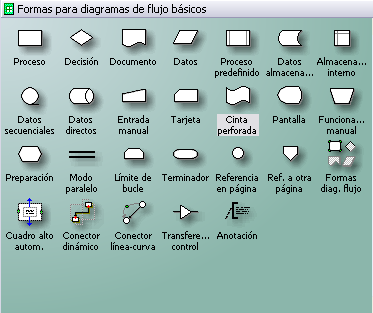 Formas para diagramas de flujo básicos
Proceso
Decisión
Documento
Datos
Proceso
predefinido
Datos
almacena...
Almacena...
interno
Datos
secuenciales
Datos
directos
Entrada
manual
Tarjeta
Cinta
perforada
Pantalla
Funciona...
manual
Preparación
Modo
paralelo
Límite de
bucle
Terminador
Referencia
en página
Ref. a otra
página
Formas
diag. flujo
Cuadro alto
autom.
Conector
dinámico
Conector
línea-curva
Transfere...
control
Anotación